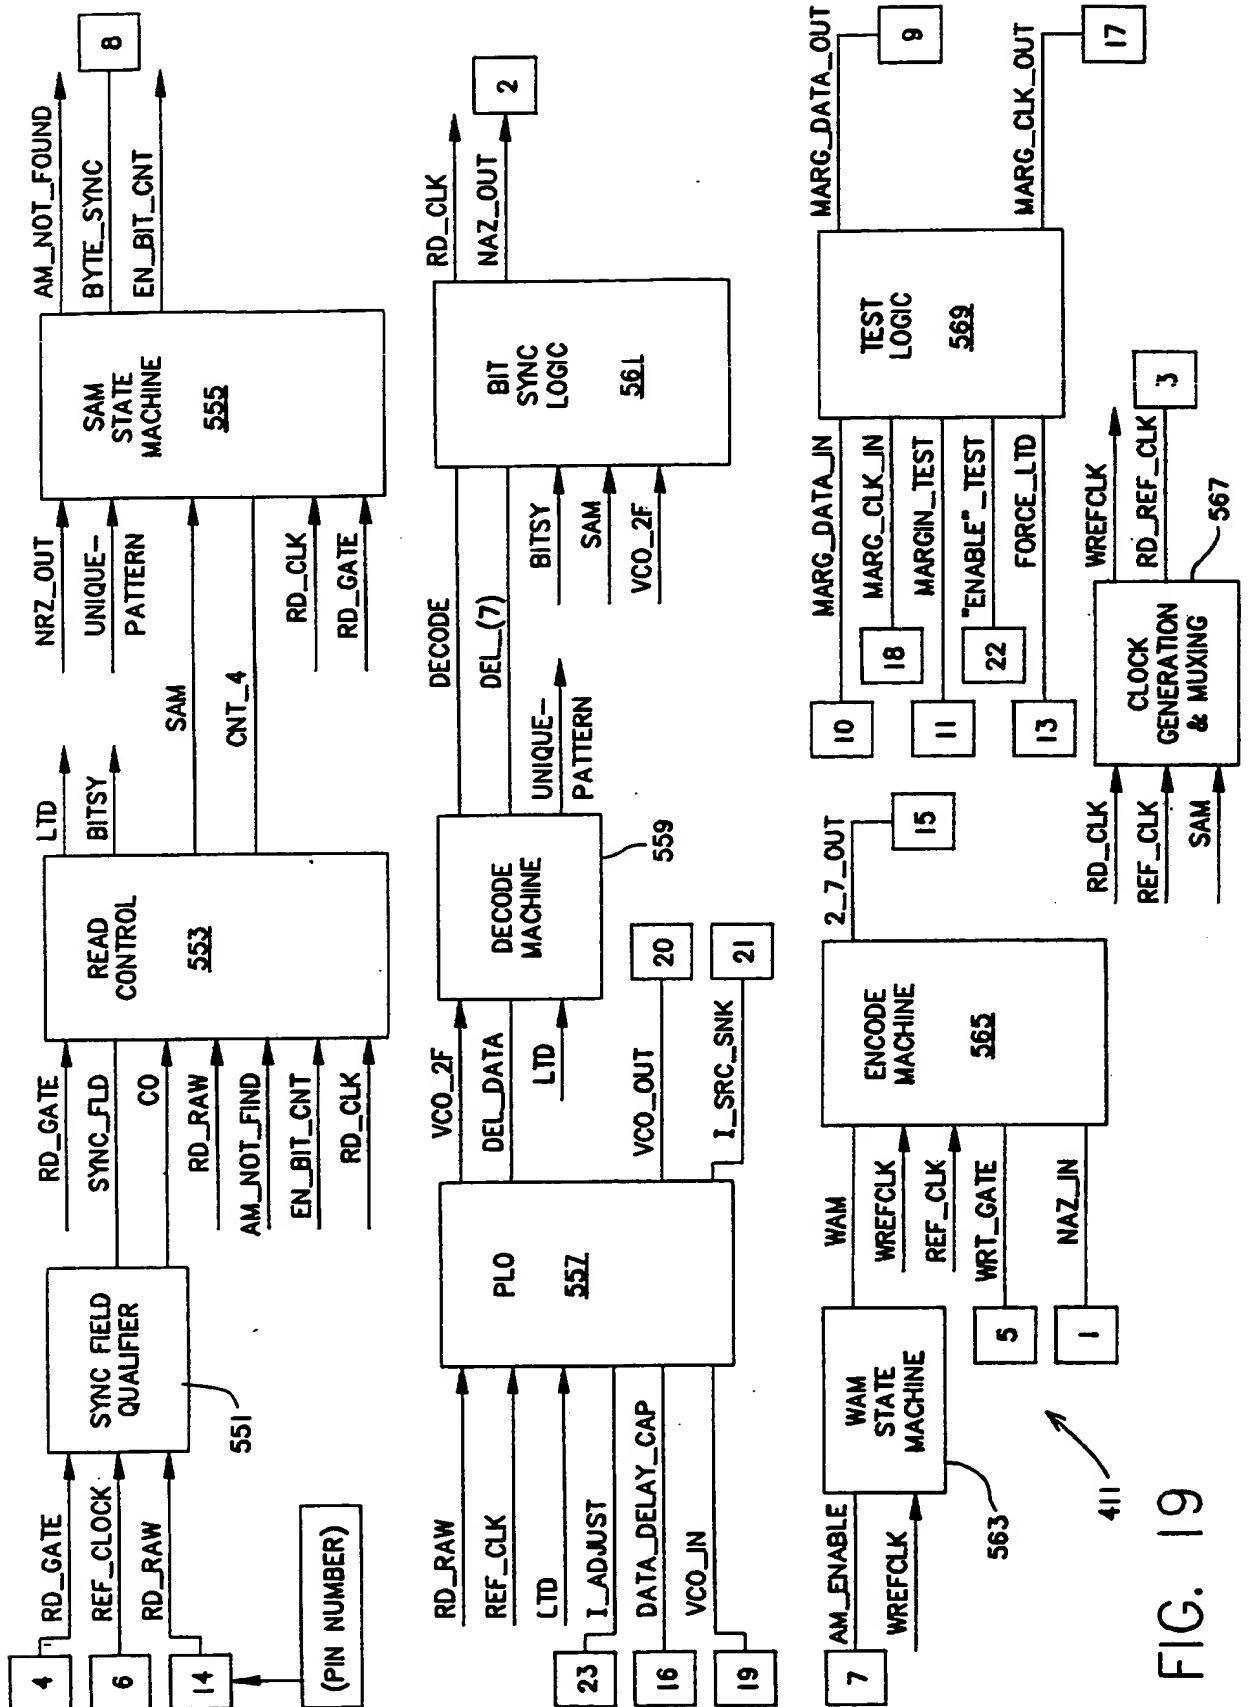 4
RD_GATE
6
REF_CLOCK
14
RD_RAW
(PIN NUMBER)
SYNC FIELD
QUALIFIER
551
RD_GATE
SYNC_FLD
CO
RD_RAW
AM_NOT_FIND
EN_BIT_CNT
RD_CLK
READ
CONTROL
553
LTD
BITSY
SAM
CNT_4
NRZ_OUT
UNIQUE-
PATTERN
RD_CLK
RD_GATE
SAM
STATE
MACHINE
555
AM_NOT_FOUND
BYTE_SYNC
EN_BIT_CNT
8
RD_RAW
REF_CLK
LTD
23
I_ADJUST
16
DATA_DELAY_CAP
19
VCO_IN
PLO
557
VCO_2F
DEL_DATA
LTD
VCO_OUT
20
I_SRC_SNK
21
DECODE
MACHINE
559
DECODE
DEL_(7)
UNIQUE-
PATTERN
BITSY
SAM
VCO_2F
BIT
SYNC
LOGIC
561
RD_CLK
NAZ_OUT
2
7
AM_ENABLE
WREFCLK
WAM
STATE
MACHINE
563
WAM
WREFCLK
REF_CLK
5
WRT_GATE
1
NAZ_IN
ENCODE
MACHINE
565
2_7_OUT
15
10
MARG_DATA_IN
18
MARG_CLK_IN
11
MARGIN_TEST
22
"ENABLE"_TEST
13
FORCE_LTD
TEST
LOGIC
569
MARG_DATA_OUT
9
MARG_CLK_OUT
17
RD_CLK
REF_CLK
SAM
CLOCK
GENERATION
& MUXING
567
WREFCLK
RD_REF_CLK
3
411
FIG. 19